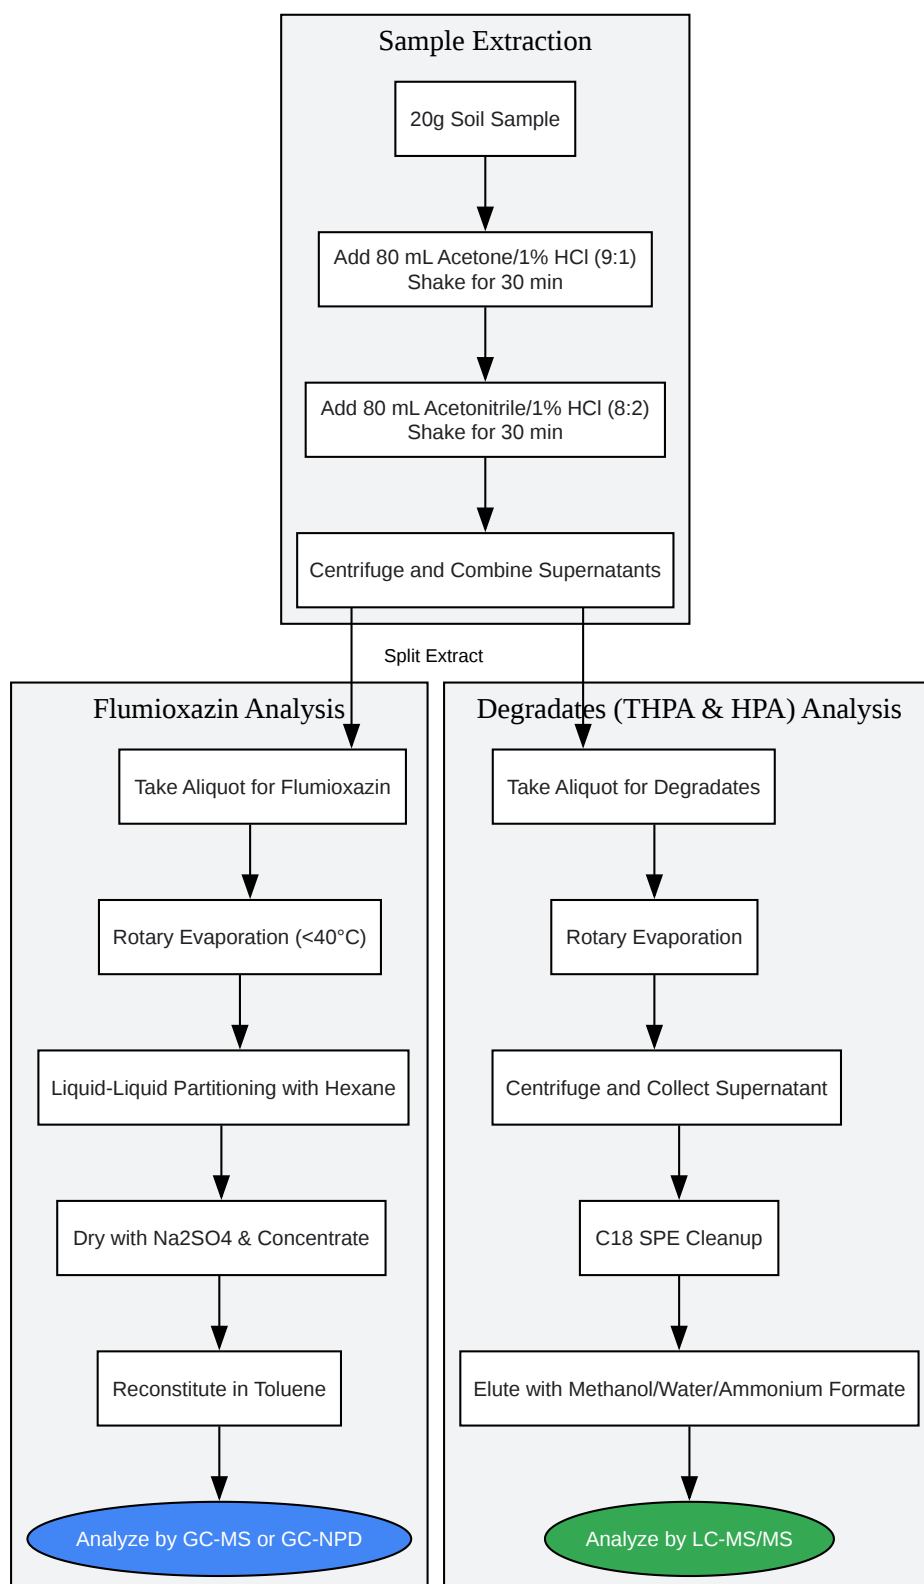 Sample Extraction
20g Soil Sample
Add 80 mL Acetone/1% HCl (9:1)
Shake for 30 min
Add 80 mL Acetonitrile/1% HCl (8:2)
Shake for 30 min
Centrifuge and Combine Supernatants
Split Extract
Flumioxazin Analysis
Take Aliquot for Flumioxazin
Rotary Evaporation (<40°C)
Liquid-Liquid Partitioning with Hexane
Dry with Na2SO4 & Concentrate
Reconstitute in Toluene
Analyze by GC-MS or GC-NPD
Degradates (THPA & HPA) Analysis
Take Aliquot for Degradates
Rotary Evaporation
Centrifuge and Collect Supernatant
C18 SPE Cleanup
Elute with Methanol/Water/Ammonium Formate
Analyze by LC-MS/MS